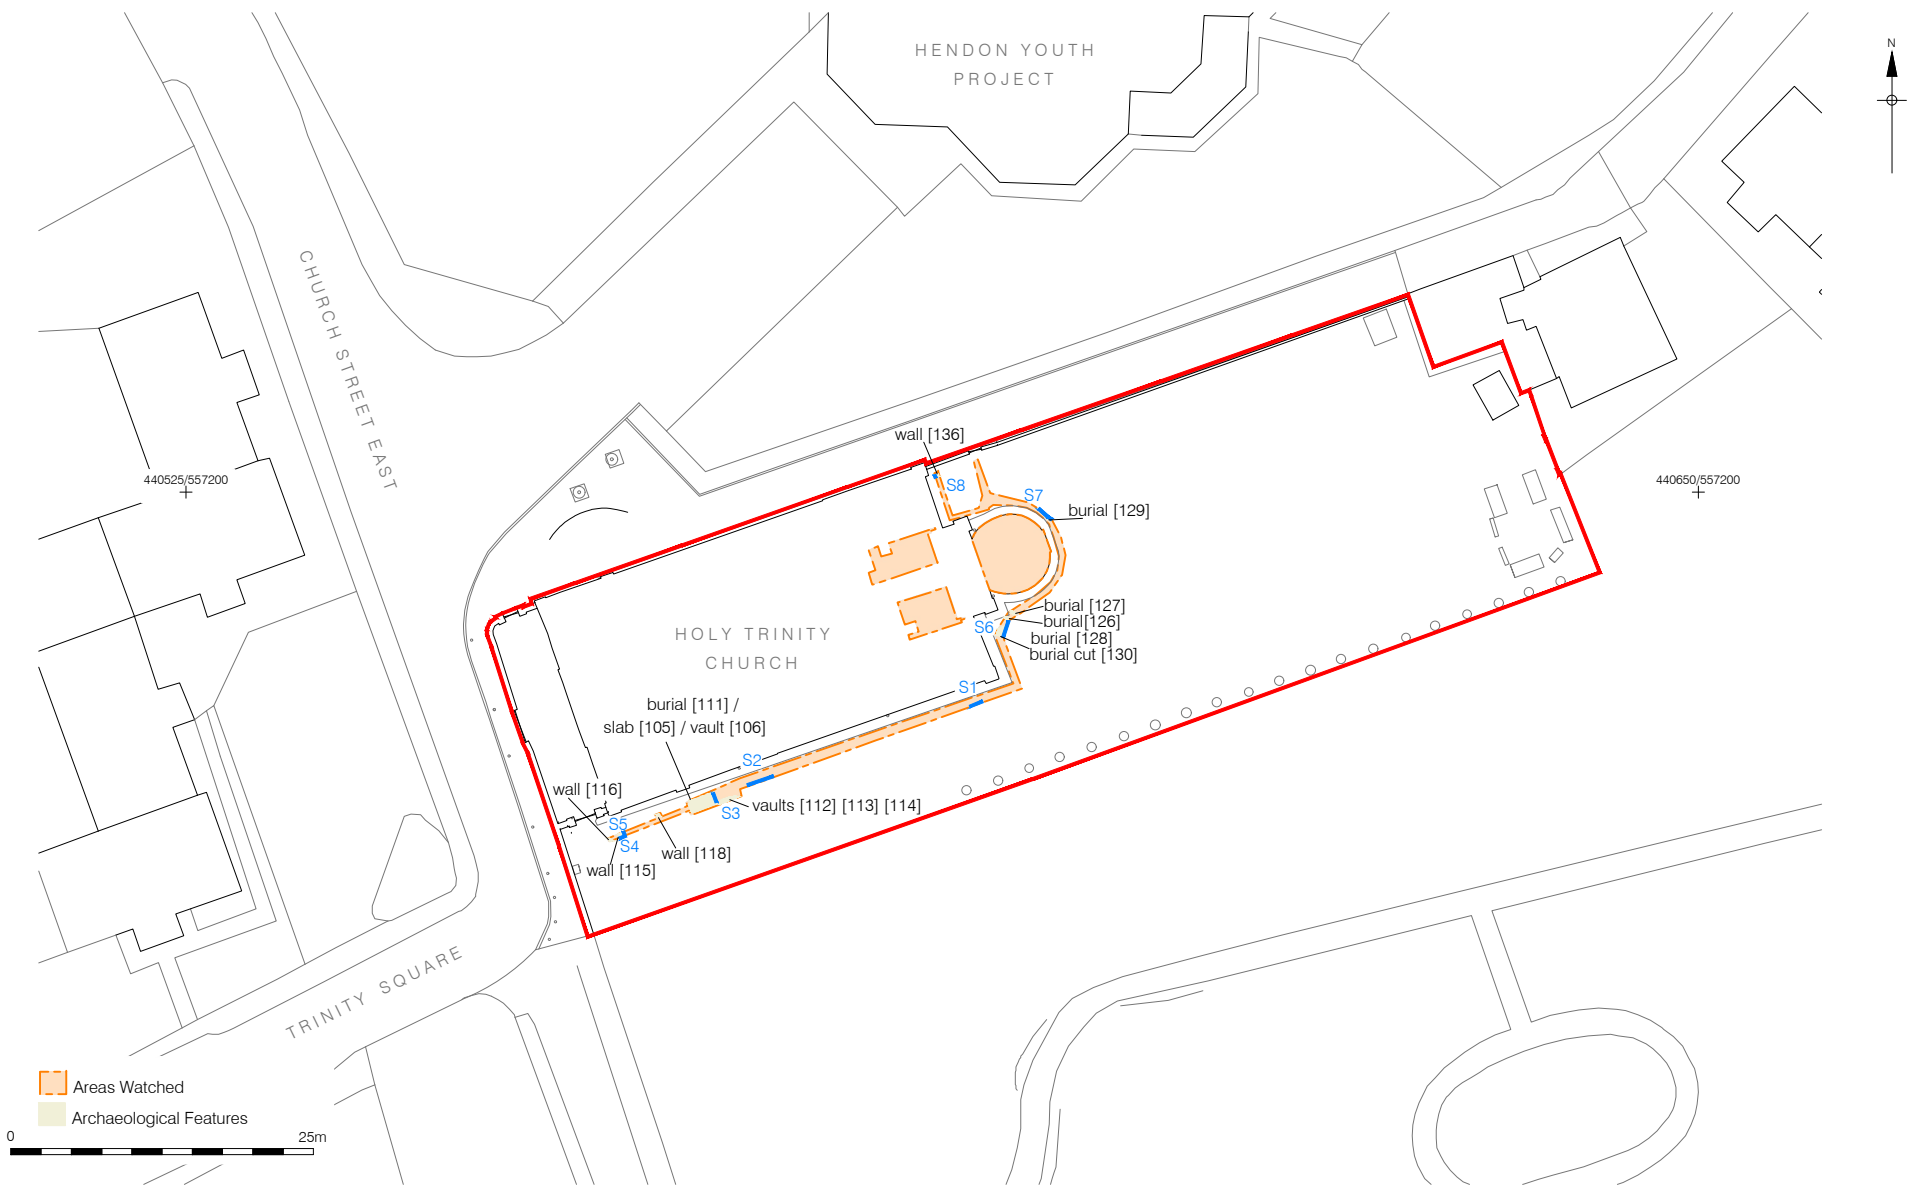 HENDON YOUTH
PROJECT
N
CHURCH STREET EAST
440525/557200
440650/557200
wall [136]
S8
S7
burial [129]
burial [127]
burial[126]
S6
burial [128]
burial cut [130]
HOLY TRINITY
CHURCH
S1
burial [111] /
slab [105] / vault [106]
S2
wall [116]
vaults [112] [113] [114]
S3
S5
S4
wall [118]
wall [115]
TRINITY SQUARE
Areas Watched
Archaeological Features
0 25m